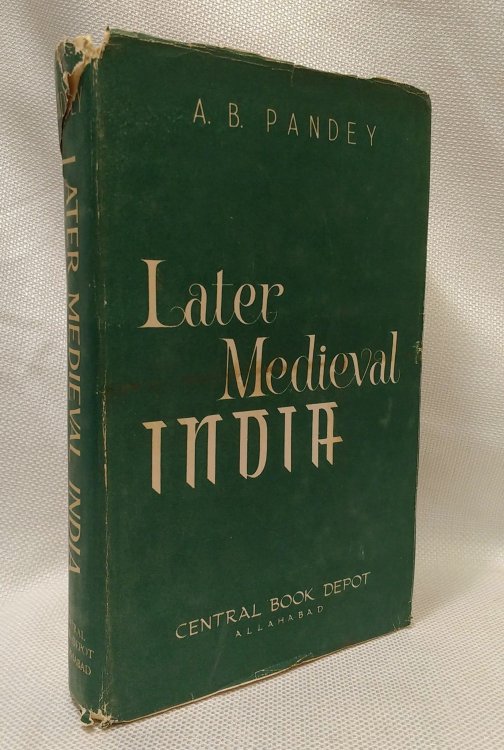 A. B. PANDEY
Later
Medieval
INDIA
CENTRAL BOOK DEPOT
ALLAHABAD
LATER MEDIEVAL INDIA